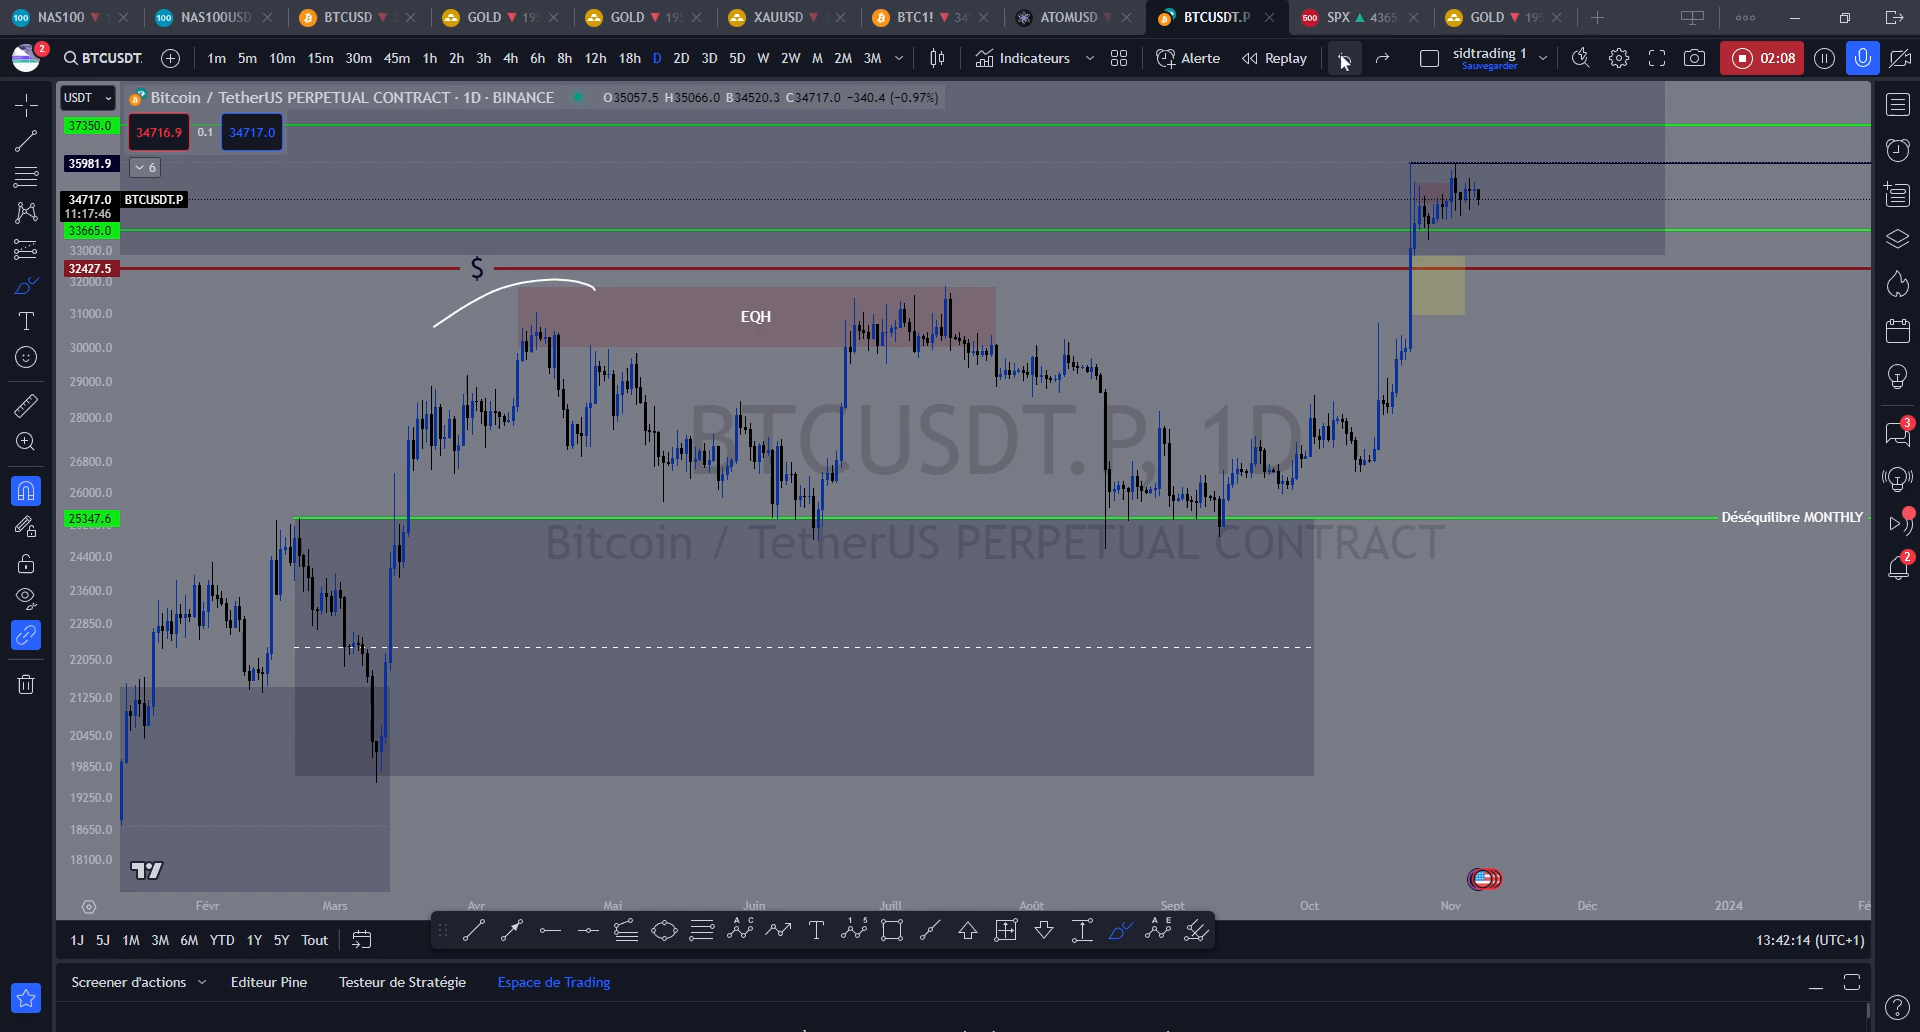 NAS100
NAS100USD
BTCUSD
GOLD
GOLD
XAUUSD
BTC1!
ATOMUSD
BTCUSDT.P
SPX 4365
GOLD
2
BTCUSDT.
1m 5m 10m 15m 30m 45m 1h 2h 3h 4h 6h 8h 12h 18h D 2D 3D 5D W 2W M 2M 3M
Indicateurs
Alerte
Replay
sidtrading 1
Sauvegarder
02:08
USDT
Bitcoin / TetherUS PERPETUAL CONTRACT · 1D · BINANCE
O35057.5 H35066.0 B34520.3 C34717.0 −340.4 (−0.97%)
37350.0
34716.9 0.1 34717.0
35981.9
6
34717.0 BTCUSDT.P
11:17:46
33665.0
33000.0
32427.5
$
32000.0
31000.0
EQH
30000.0
29000.0
28000.0
BTCUSDT.P, 1D
26800.0
26000.0
25347.6
Déséquilibre MONTHLY
Bitcoin / TetherUS PERPETUAL CONTRACT
24400.0
23600.0
22850.0
22050.0
21250.0
20450.0
19850.0
19250.0
18650.0
18100.0
3
2
Févr Mars Avr Mai Juin Juill Août Sept Oct Nov Déc 2024
1J 5J 1M 3M 6M YTD 1Y 5Y Tout
13:42:14 (UTC+1)
Screener d'actions Editeur Pine Testeur de Stratégie Espace de Trading